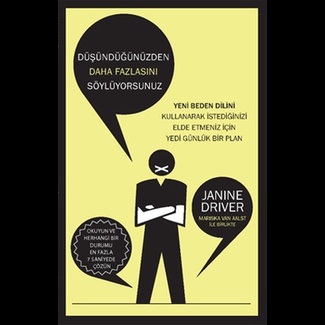 DÜŞÜNDÜĞÜNÜZDEN
DAHA FAZLASINI
SÖYLÜYORSUNUZ
YENİ BEDEN DİLİNİ
KULLANARAK İSTEDİĞİNİZİ
ELDE ETMENİZ İÇİN
YEDİ GÜNLÜK BİR PLAN
JANINE
DRIVER
MARISKA VAN AALST
İLE BİRLİKTE
OKUYUN VE
HERHANGİ BİR
DURUMU
EN FAZLA
7 SANİYEDE
ÇÖZÜN